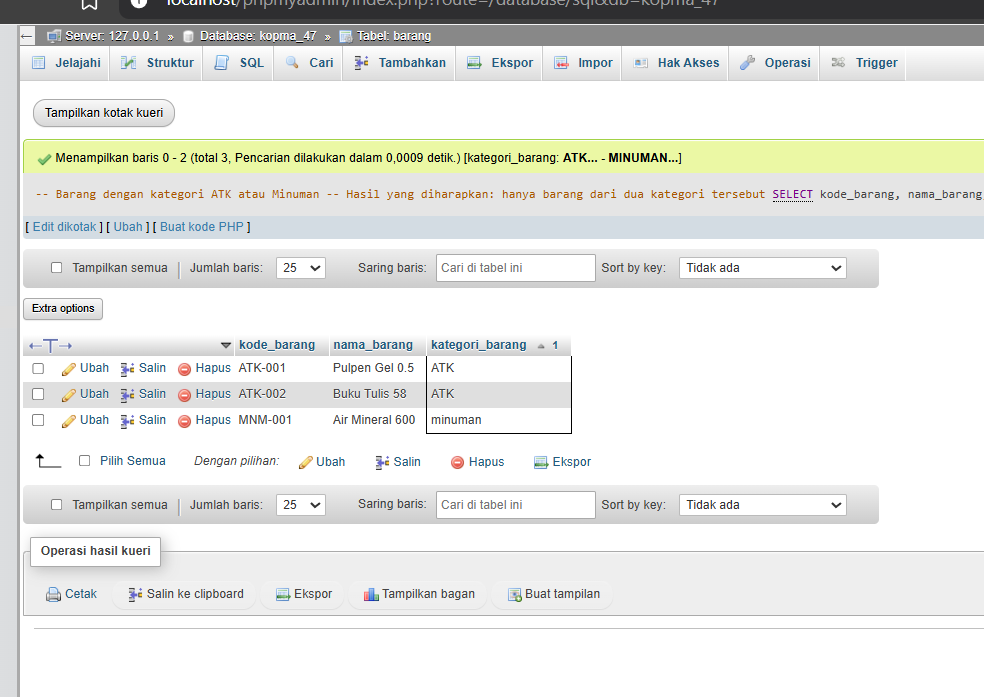 localhost/phpmyadmin/index.php?route=/database/sql&db=kopma_47
Server: 127.0.0.1 » Database: kopma_47 » Tabel: barang
Jelajahi Struktur SQL Cari Tambahkan Ekspor Impor Hak Akses Operasi Trigger
Tampilkan kotak kueri
Menampilkan baris 0 - 2 (total 3, Pencarian dilakukan dalam 0,0009 detik.) [kategori_barang: ATK... - MINUMAN...]
-- Barang dengan kategori ATK atau Minuman -- Hasil yang diharapkan: hanya barang dari dua kategori tersebut SELECT kode_barang, nama_barang
[ Edit dikotak ] [ Ubah ] [ Buat kode PHP ]
Tampilkan semua | Jumlah baris: 25 Saring baris: Cari di tabel ini Sort by key: Tidak ada
Extra options
←T→ kode_barang nama_barang kategori_barang 1
Ubah Salin Hapus ATK-001 Pulpen Gel 0.5 ATK
Ubah Salin Hapus ATK-002 Buku Tulis 58 ATK
Ubah Salin Hapus MNM-001 Air Mineral 600 minuman
Pilih Semua Dengan pilihan: Ubah Salin Hapus Ekspor
Tampilkan semua | Jumlah baris: 25 Saring baris: Cari di tabel ini Sort by key: Tidak ada
Operasi hasil kueri
Cetak Salin ke clipboard Ekspor Tampilkan bagan Buat tampilan